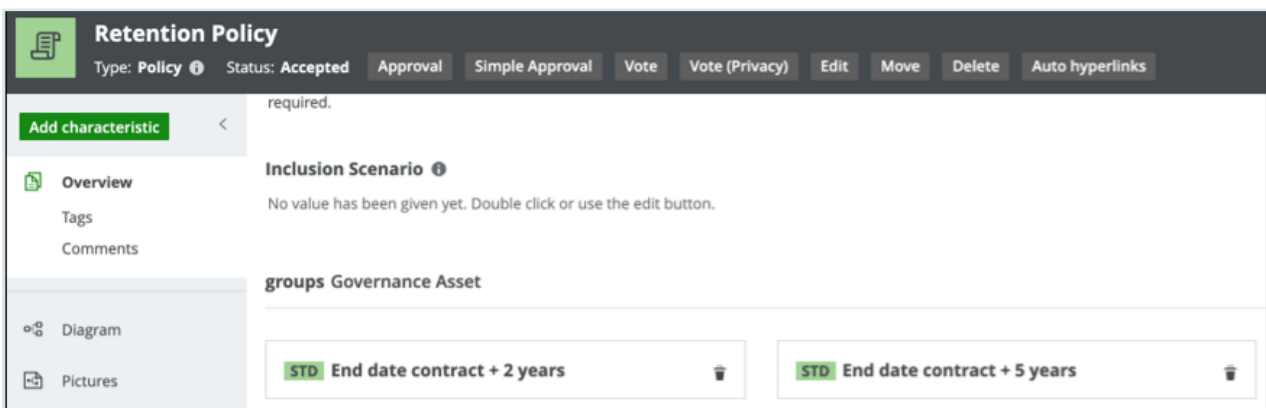 Retention Policy
Type: Policy Status: Accepted Approval Simple Approval Vote Vote (Privacy) Edit Move Delete Auto hyperlinks
Add characteristic
Overview
Tags
Comments
Diagram
Pictures
required.
Inclusion Scenario
No value has been given yet. Double click or use the edit button.
groups Governance Asset
STD End date contract + 2 years
STD End date contract + 5 years